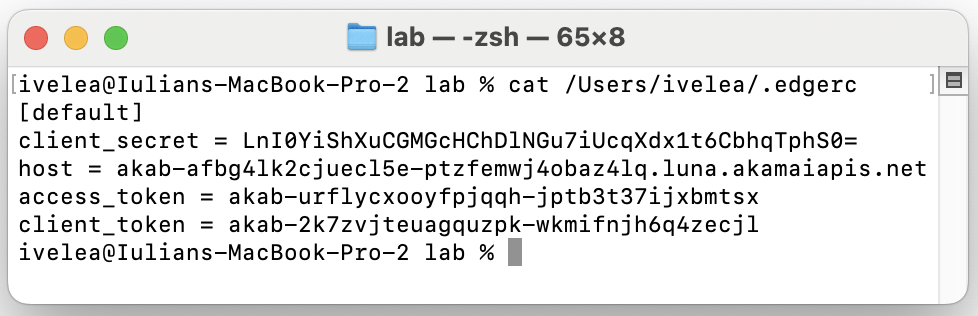 lab — -zsh — 65×8
ivelea@Iulians-MacBook-Pro-2 lab % cat /Users/ivelea/.edgerc
[default]
client_secret = LnI0YiShXuCGMGcHChDlNGu7iUcqXdx1t6CbhqTphS0=
host = akab-afbg4lk2cjuecl5e-ptzfemwj4obaz4lq.luna.akamaiapis.net
access_token = akab-urflycxooyfpjqqh-jptb3t37ijxbmtsx
client_token = akab-2k7zvjteuagquzpk-wkmifnjh6q4zecjl
ivelea@Iulians-MacBook-Pro-2 lab %